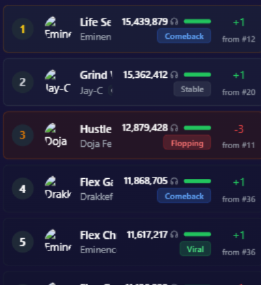 1 Emine Life Se 15,439,879 +1
Eminen Comeback from #12
2 Jay-C Grind 15,362,412 +1
Jay-C Stable from #20
3 Doja Hustle 12,879,428 -3
Doja Fe Flopping from #11
4 Drakk Flex Ga 11,868,705 +1
Drakkef Comeback from #36
5 Emine Flex Ch 11,617,217 +1
Eminenc Viral from #36